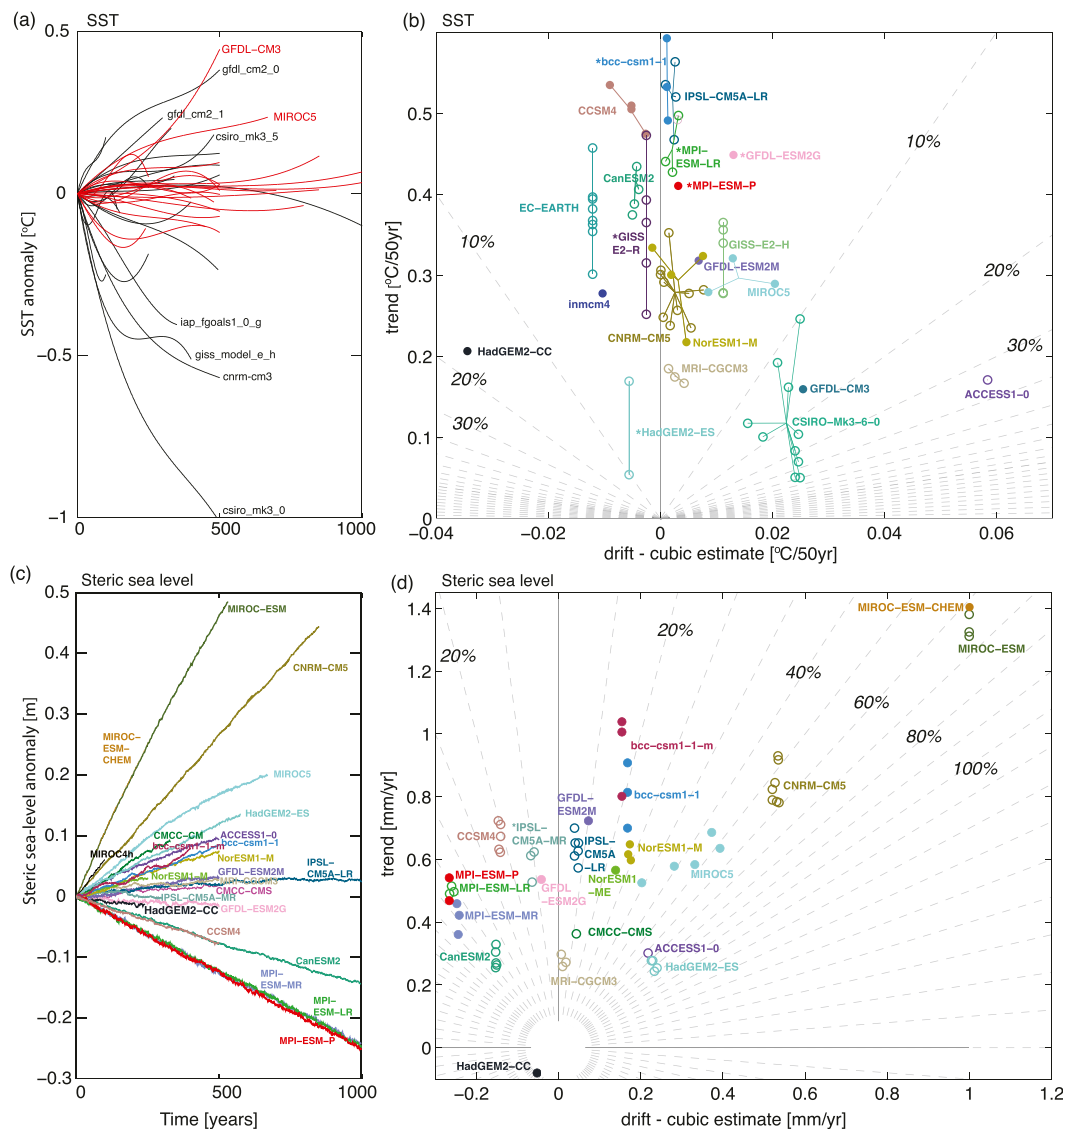 (a)
SST
0.5
0
−0.5
−1
SST anomaly [°C]
0
500
1000
GFDL−CM3
gfdl_cm2_0
gfdl_cm2_1
MIROC5
csiro_mk3_5
iap_fgoals1_0_g
giss_model_e_h
cnrm-cm3
csiro_mk3_0
(b)
SST
0.5
0.4
0.3
0.2
0.1
0
trend [°C/50yr]
−0.04
−0.02
0
0.02
0.04
0.06
drift - cubic estimate [°C/50yr]
10%
20%
30%
10%
20%
30%
*bcc−csm1−1
IPSL−CM5A−LR
CCSM4
*MPI−
ESM−LR
*GFDL−ESM2G
*MPI−ESM−P
CanESM2
EC−EARTH
*GISS
E2−R
GISS−E2−H
GFDL−ESM2M
MIROC5
inmcm4
CNRM−CM5
NorESM1−M
HadGEM2−CC
MRI−CGCM3
GFDL−CM3
ACCESS1−0
CSIRO−Mk3−6−0
*HadGEM2−ES
(c)
Steric sea level
0.5
0.4
0.3
0.2
0.1
0
−0.1
−0.2
−0.3
Steric sea−level anomaly [m]
0
500
1000
Time [years]
MIROC−ESM
CNRM−CM5
MIROC−
ESM−
CHEM
MIROC5
HadGEM2−ES
ACCESS1−0
CMCC−CM
bcc−csm1−1
bcc−csm1−1−m
MIROC4h
NorESM1−M
IPSL−
CM5A−LR
GFDL−ESM2M
NorESM1−M
MRI−CGCM3
CMCC−CMS
IPSL−CM5A−MR
HadGEM2−CC
GFDL−ESM2G
CCSM4
CanESM2
MPI−
ESM−MR
MPI−
ESM−LR
MPI−ESM−P
(d)
Steric sea level
1.4
1.2
1
0.8
0.6
0.4
0.2
0
trend [mm/yr]
−0.2
0
0.2
0.4
0.6
0.8
1
1.2
drift - cubic estimate [mm/yr]
20%
20%
40%
60%
80%
100%
MIROC−ESM−CHEM
MIROC−ESM
bcc−csm1−1−m
bcc−csm1−1
CNRM−CM5
GFDL−
ESM2M
CCSM4
*IPSL−
CM5A−MR
IPSL−
CM5A
−LR
NorESM1−M
MIROC5
MPI−ESM−P
MPI−ESM−LR
GFDL
−ESM2G
NorESM1
−ME
MPI−ESM−MR
CMCC−CMS
CanESM2
ACCESS1−0
HadGEM2−ES
MRI−CGCM3
HadGEM2−CC